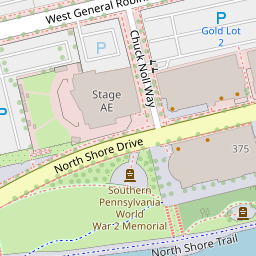 West General Robin
P
Gold Lot
2
P
Chuck Noll Way
Stage
AE
P
North Shore Drive
375
Southern
Pennsylvania
World
War 2 Memorial
North Shore Trail